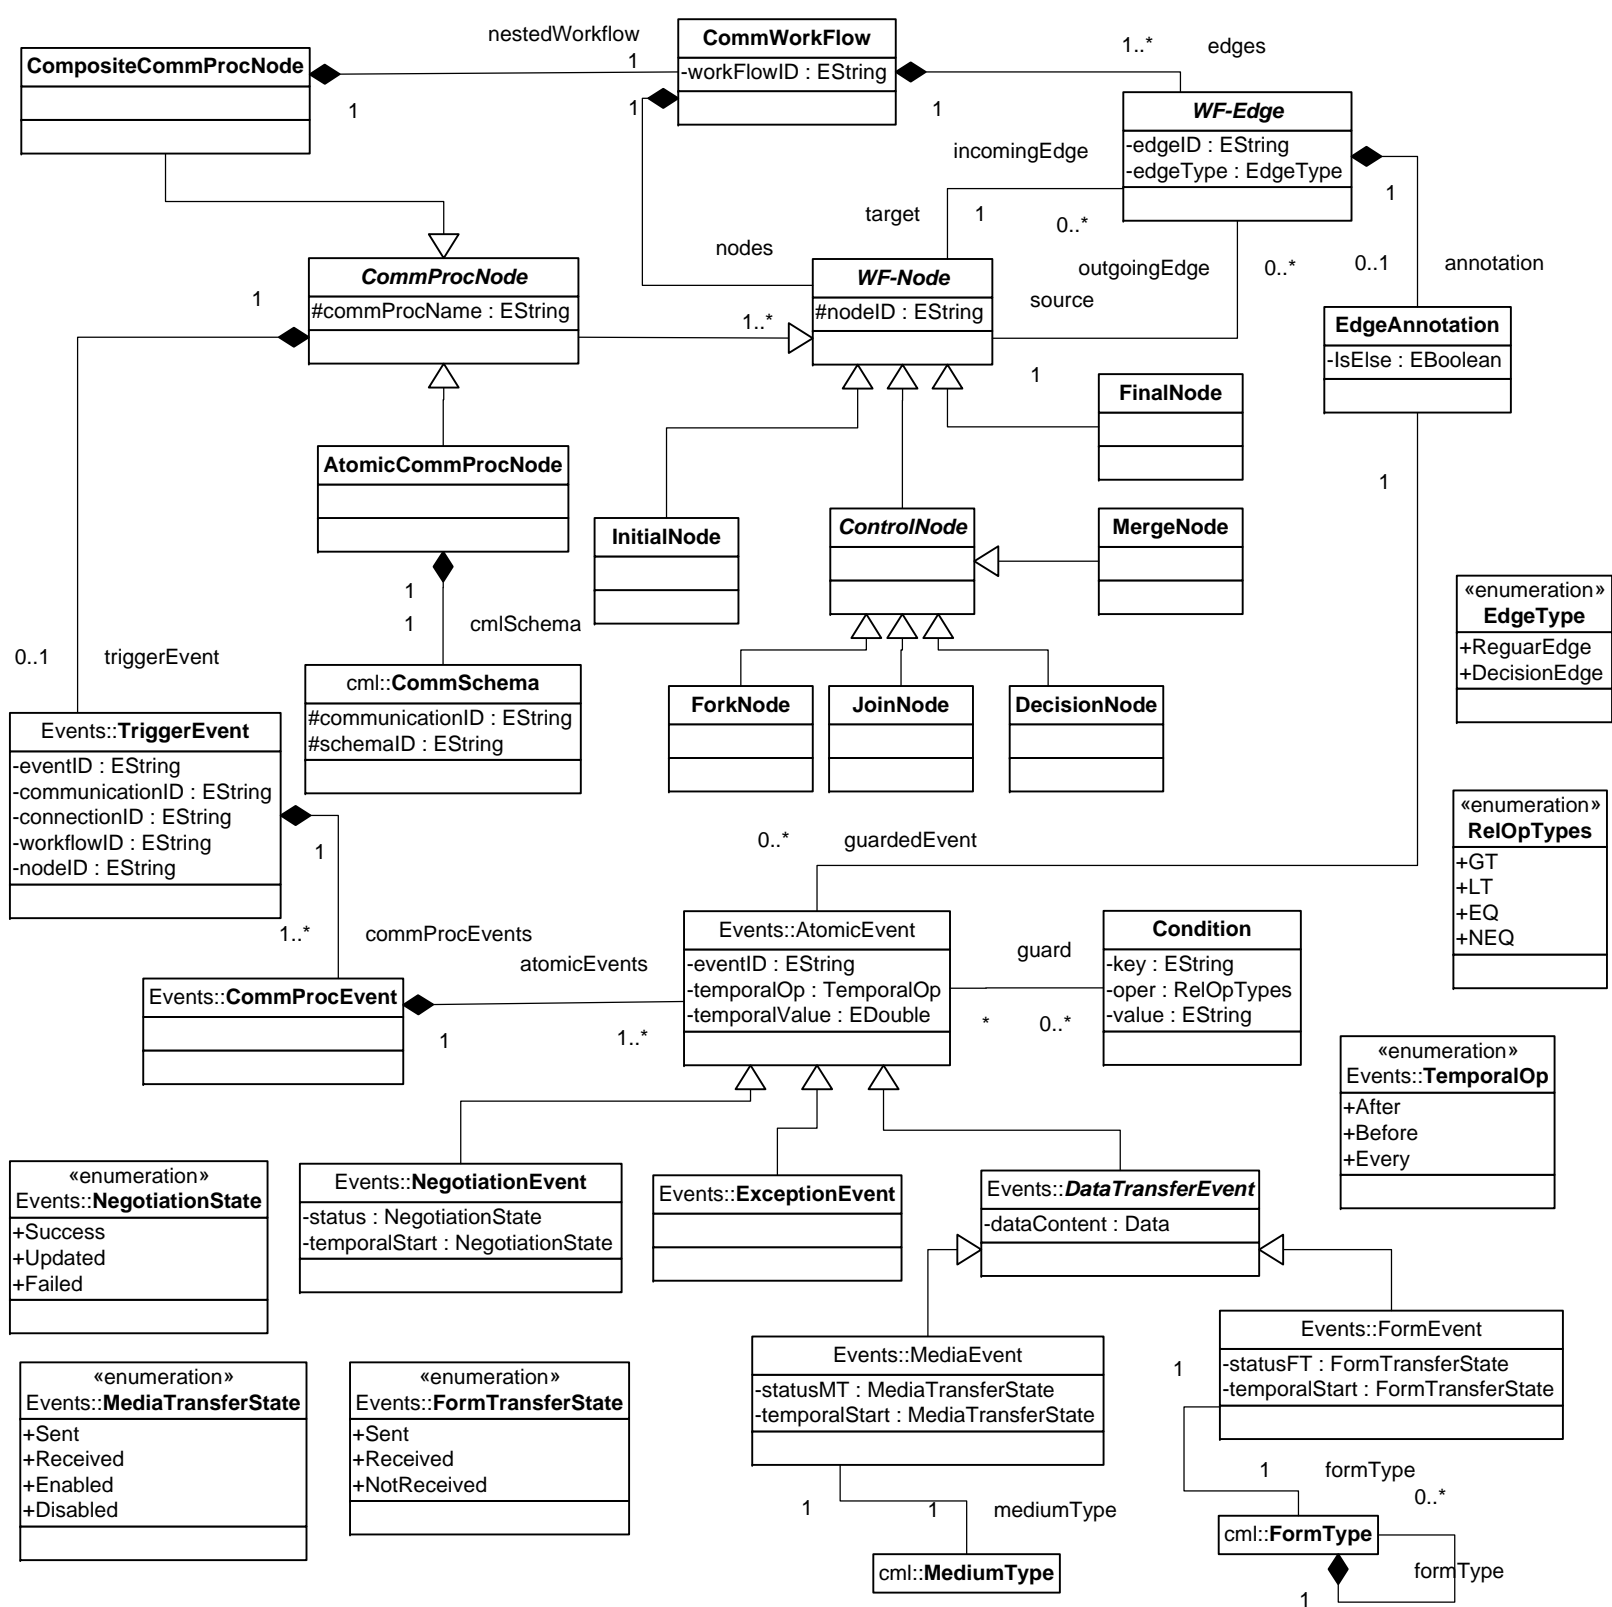 nestedWorkflow
1
CompositeCommProcNode
1
CommWorkFlow
-workFlowID : EString
1
1
1..*
edges
WF-Edge
-edgeID : EString
-edgeType : EdgeType
incomingEdge
target
1
0..*
1
nodes
outgoingEdge
0..*
0..1
annotation
source
CommProcNode
#commProcName : EString
1
1..*
WF-Node
#nodeID : EString
1
EdgeAnnotation
-IsElse : EBoolean
1
FinalNode
AtomicCommProcNode
InitialNode
ControlNode
MergeNode
1
1
cmlSchema
«enumeration»
EdgeType
+ReguarEdge
+DecisionEdge
0..1
triggerEvent
cml::CommSchema
#communicationID : EString
#schemaID : EString
ForkNode
JoinNode
DecisionNode
Events::TriggerEvent
-eventID : EString
-communicationID : EString
-connectionID : EString
-workflowID : EString
-nodeID : EString
1
1..*
commProcEvents
0..*
guardedEvent
«enumeration»
RelOpTypes
+GT
+LT
+EQ
+NEQ
Events::CommProcEvent
atomicEvents
1
1..*
Events::AtomicEvent
-eventID : EString
-temporalOp : TemporalOp
-temporalValue : EDouble
guard
*
0..*
Condition
-key : EString
-oper : RelOpTypes
-value : EString
«enumeration»
Events::TemporalOp
+After
+Before
+Every
«enumeration»
Events::NegotiationState
+Success
+Updated
+Failed
Events::NegotiationEvent
-status : NegotiationState
-temporalStart : NegotiationState
Events::ExceptionEvent
Events::DataTransferEvent
-dataContent : Data
«enumeration»
Events::MediaTransferState
+Sent
+Received
+Enabled
+Disabled
«enumeration»
Events::FormTransferState
+Sent
+Received
+NotReceived
Events::MediaEvent
-statusMT : MediaTransferState
-temporalStart : MediaTransferState
Events::FormEvent
-statusFT : FormTransferState
-temporalStart : FormTransferState
1
1
formType
0..*
1
1
mediumType
cml::MediumType
cml::FormType
formType
1